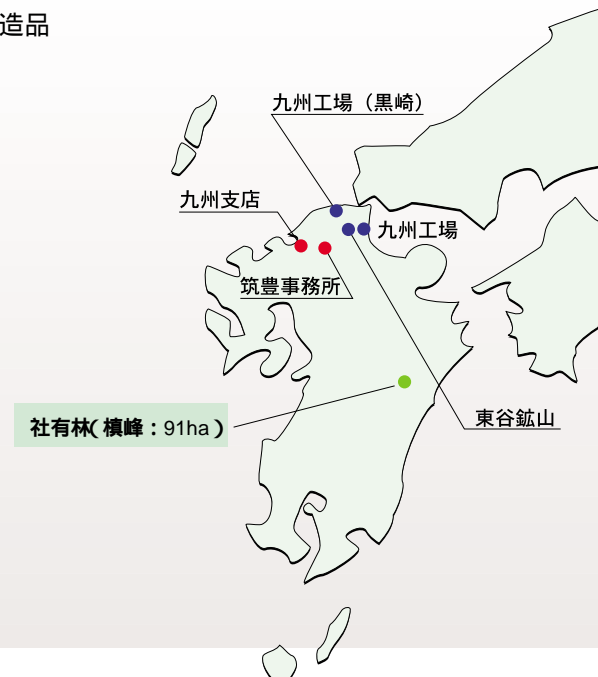 造品
九州工場（黒崎）
九州支店
九州工場
筑豊事務所
東谷鉱山
社有林（槙峰：91ha）